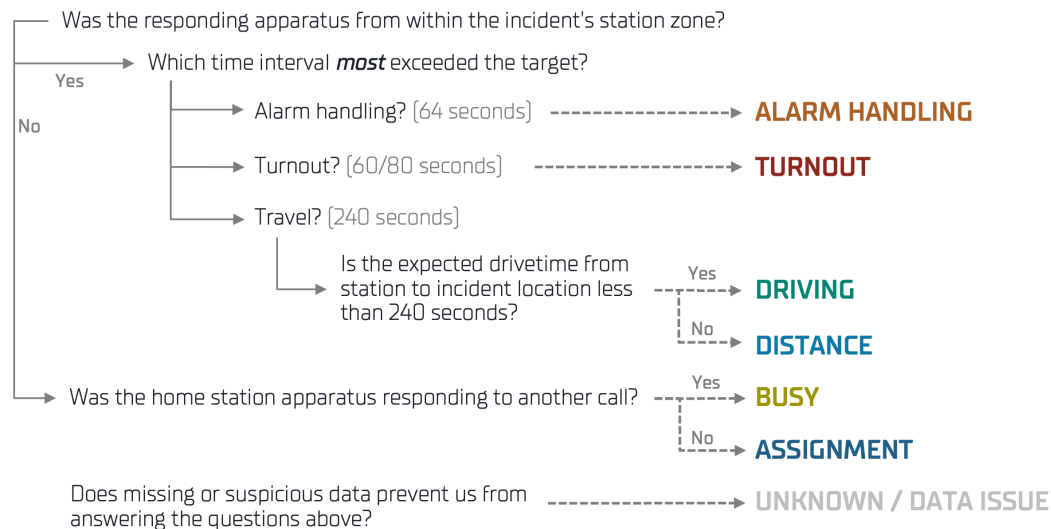 Was the responding apparatus from within the incident's station zone?
Yes
Which time interval most exceeded the target?
No
Alarm handling? (64 seconds)
ALARM HANDLING
Turnout? (60/80 seconds)
TURNOUT
Travel? (240 seconds)
Is the expected drivetime from
station to incident location less
than 240 seconds?
Yes
DRIVING
No
DISTANCE
Was the home station apparatus responding to another call?
Yes
BUSY
No
ASSIGNMENT
Does missing or suspicious data prevent us from
answering the questions above?
UNKNOWN / DATA ISSUE